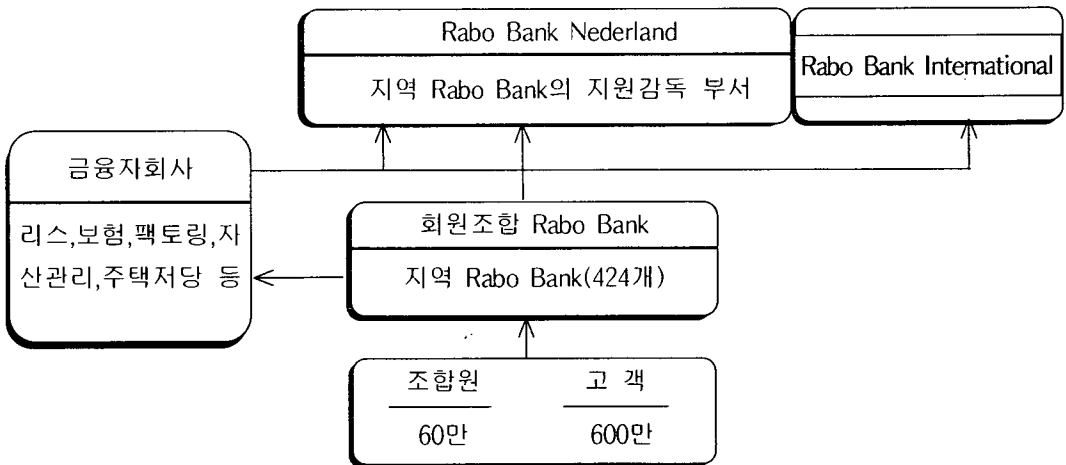 Rabo Bank Nederland
지역 Rabo Bank의 지원감독 부서
Rabo Bank International
금융자회사
리스,보험,팩토링,자
산관리,주택저당 등
회원조합 Rabo Bank
지역 Rabo Bank(424개)
조합원 고 객
60만 600만